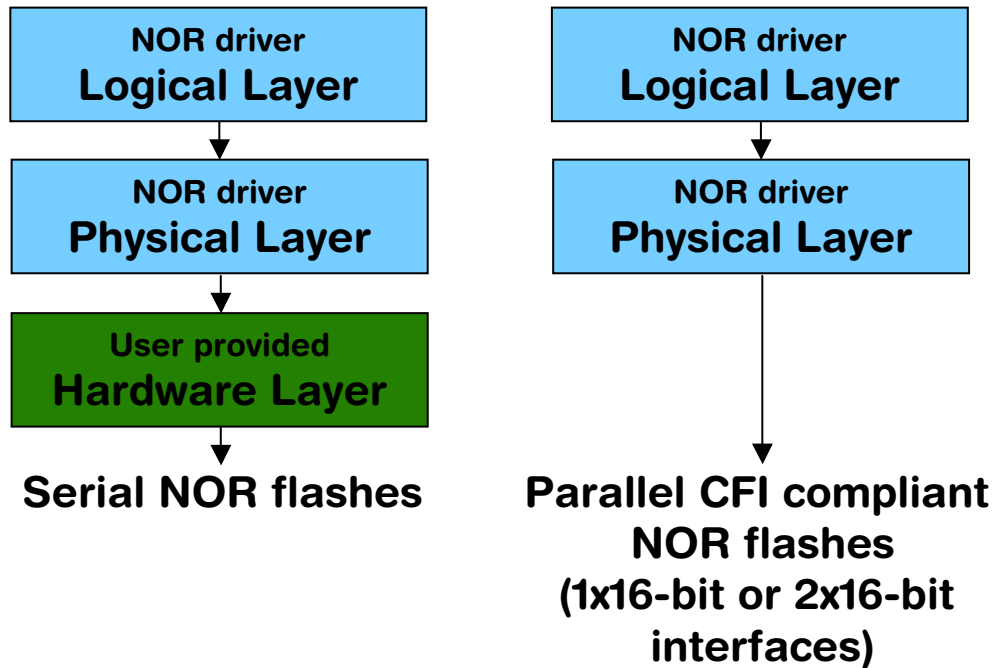 NOR driver
Logical Layer
NOR driver
Physical Layer
User provided
Hardware Layer
Serial NOR flashes
NOR driver
Logical Layer
NOR driver
Physical Layer
Parallel CFI compliant
NOR flashes
(1x16-bit or 2x16-bit
interfaces)